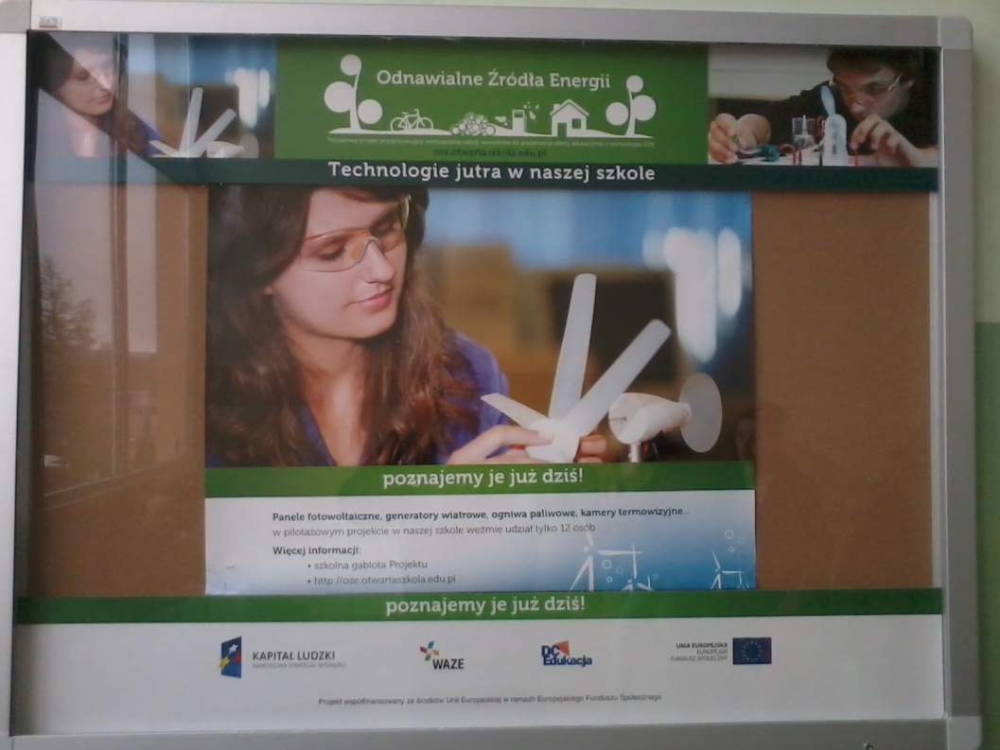 Odnawialne Źródła Energii
oze.otwartaszkola.edu.pl
Technologie jutra w naszej szkole
poznajemy je już dziś!
Panele fotowoltaiczne, generatory wiatrowe, ogniwa paliwowe, kamery termowizyjne...
w pilotażowym projekcie w naszej szkole weźmie udział tylko 12 osób
Więcej informacji:
• szkolna gablota Projektu
• http://oze.otwartaszkola.edu.pl
poznajemy je już dziś!
KAPITAŁ LUDZKI
NARODOWA STRATEGIA SPÓJNOŚCI
WAZE
DC
Edukacja
UNIA EUROPEJSKA
EUROPEJSKI
FUNDUSZ SPOŁECZNY
Projekt współfinansowany ze środków Unii Europejskiej w ramach Europejskiego Funduszu Społecznego